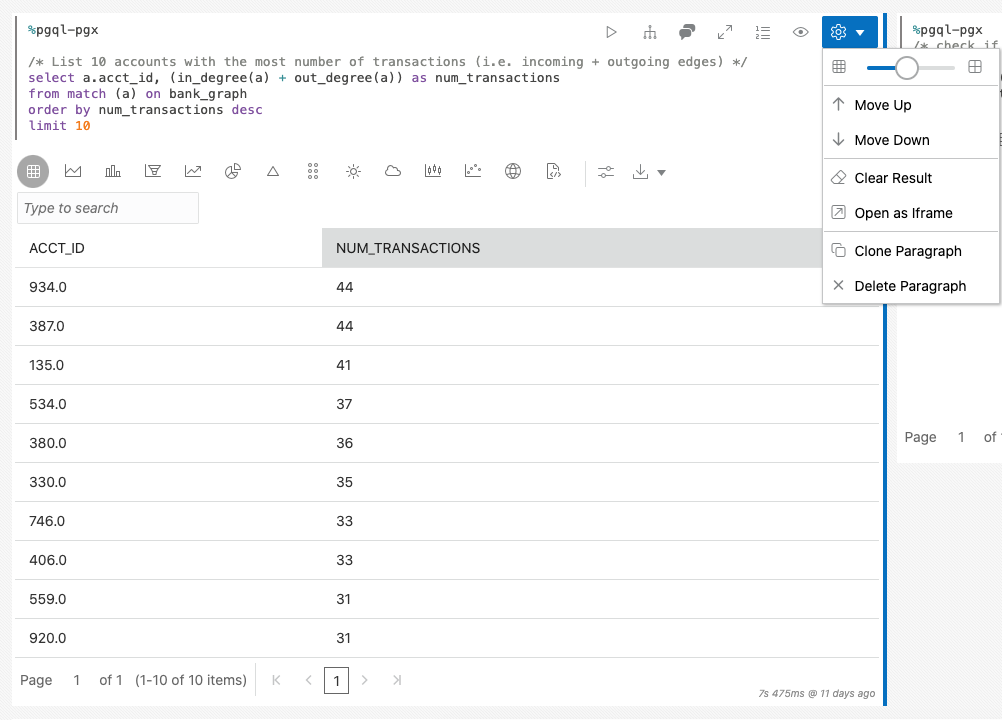 %pgql-pgx
/* List 10 accounts with the most number of transactions (i.e. incoming + outgoing edges) */
select a.acct_id, (in_degree(a) + out_degree(a)) as num_transactions
from match (a) on bank_graph
order by num_transactions desc
limit 10
Type to search
ACCT_ID NUM_TRANSACTIONS
934.0 44
387.0 44
135.0 41
534.0 37
380.0 36
330.0 35
746.0 33
406.0 33
559.0 31
920.0 31
Page 1 of 1 (1-10 of 10 items) 1
7s 475ms @ 11 days ago
Move Up
Move Down
Clear Result
Open as Iframe
Clone Paragraph
Delete Paragraph
%pgql-pgx
/* check if
Page 1 of